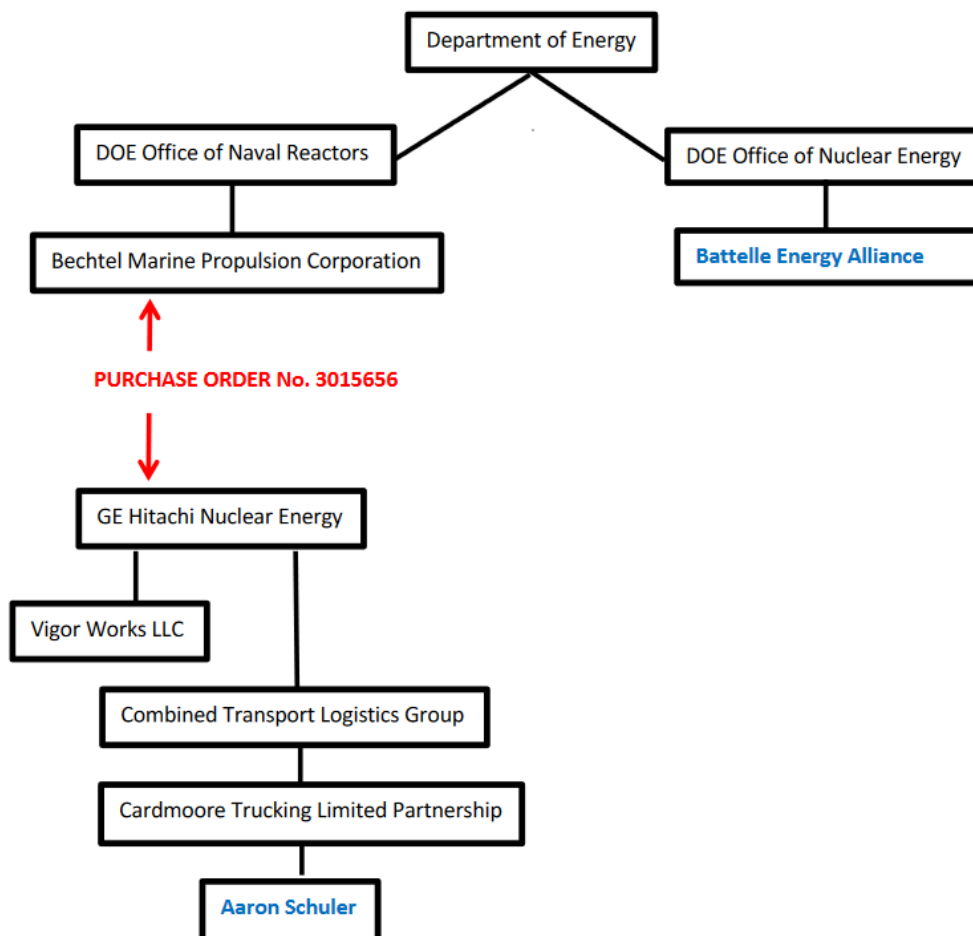 Department of Energy
DOE Office of Naval Reactors
DOE Office of Nuclear Energy
Bechtel Marine Propulsion Corporation
Battelle Energy Alliance
PURCHASE ORDER No. 3015656
GE Hitachi Nuclear Energy
Vigor Works LLC
Combined Transport Logistics Group
Cardmoore Trucking Limited Partnership
Aaron Schuler